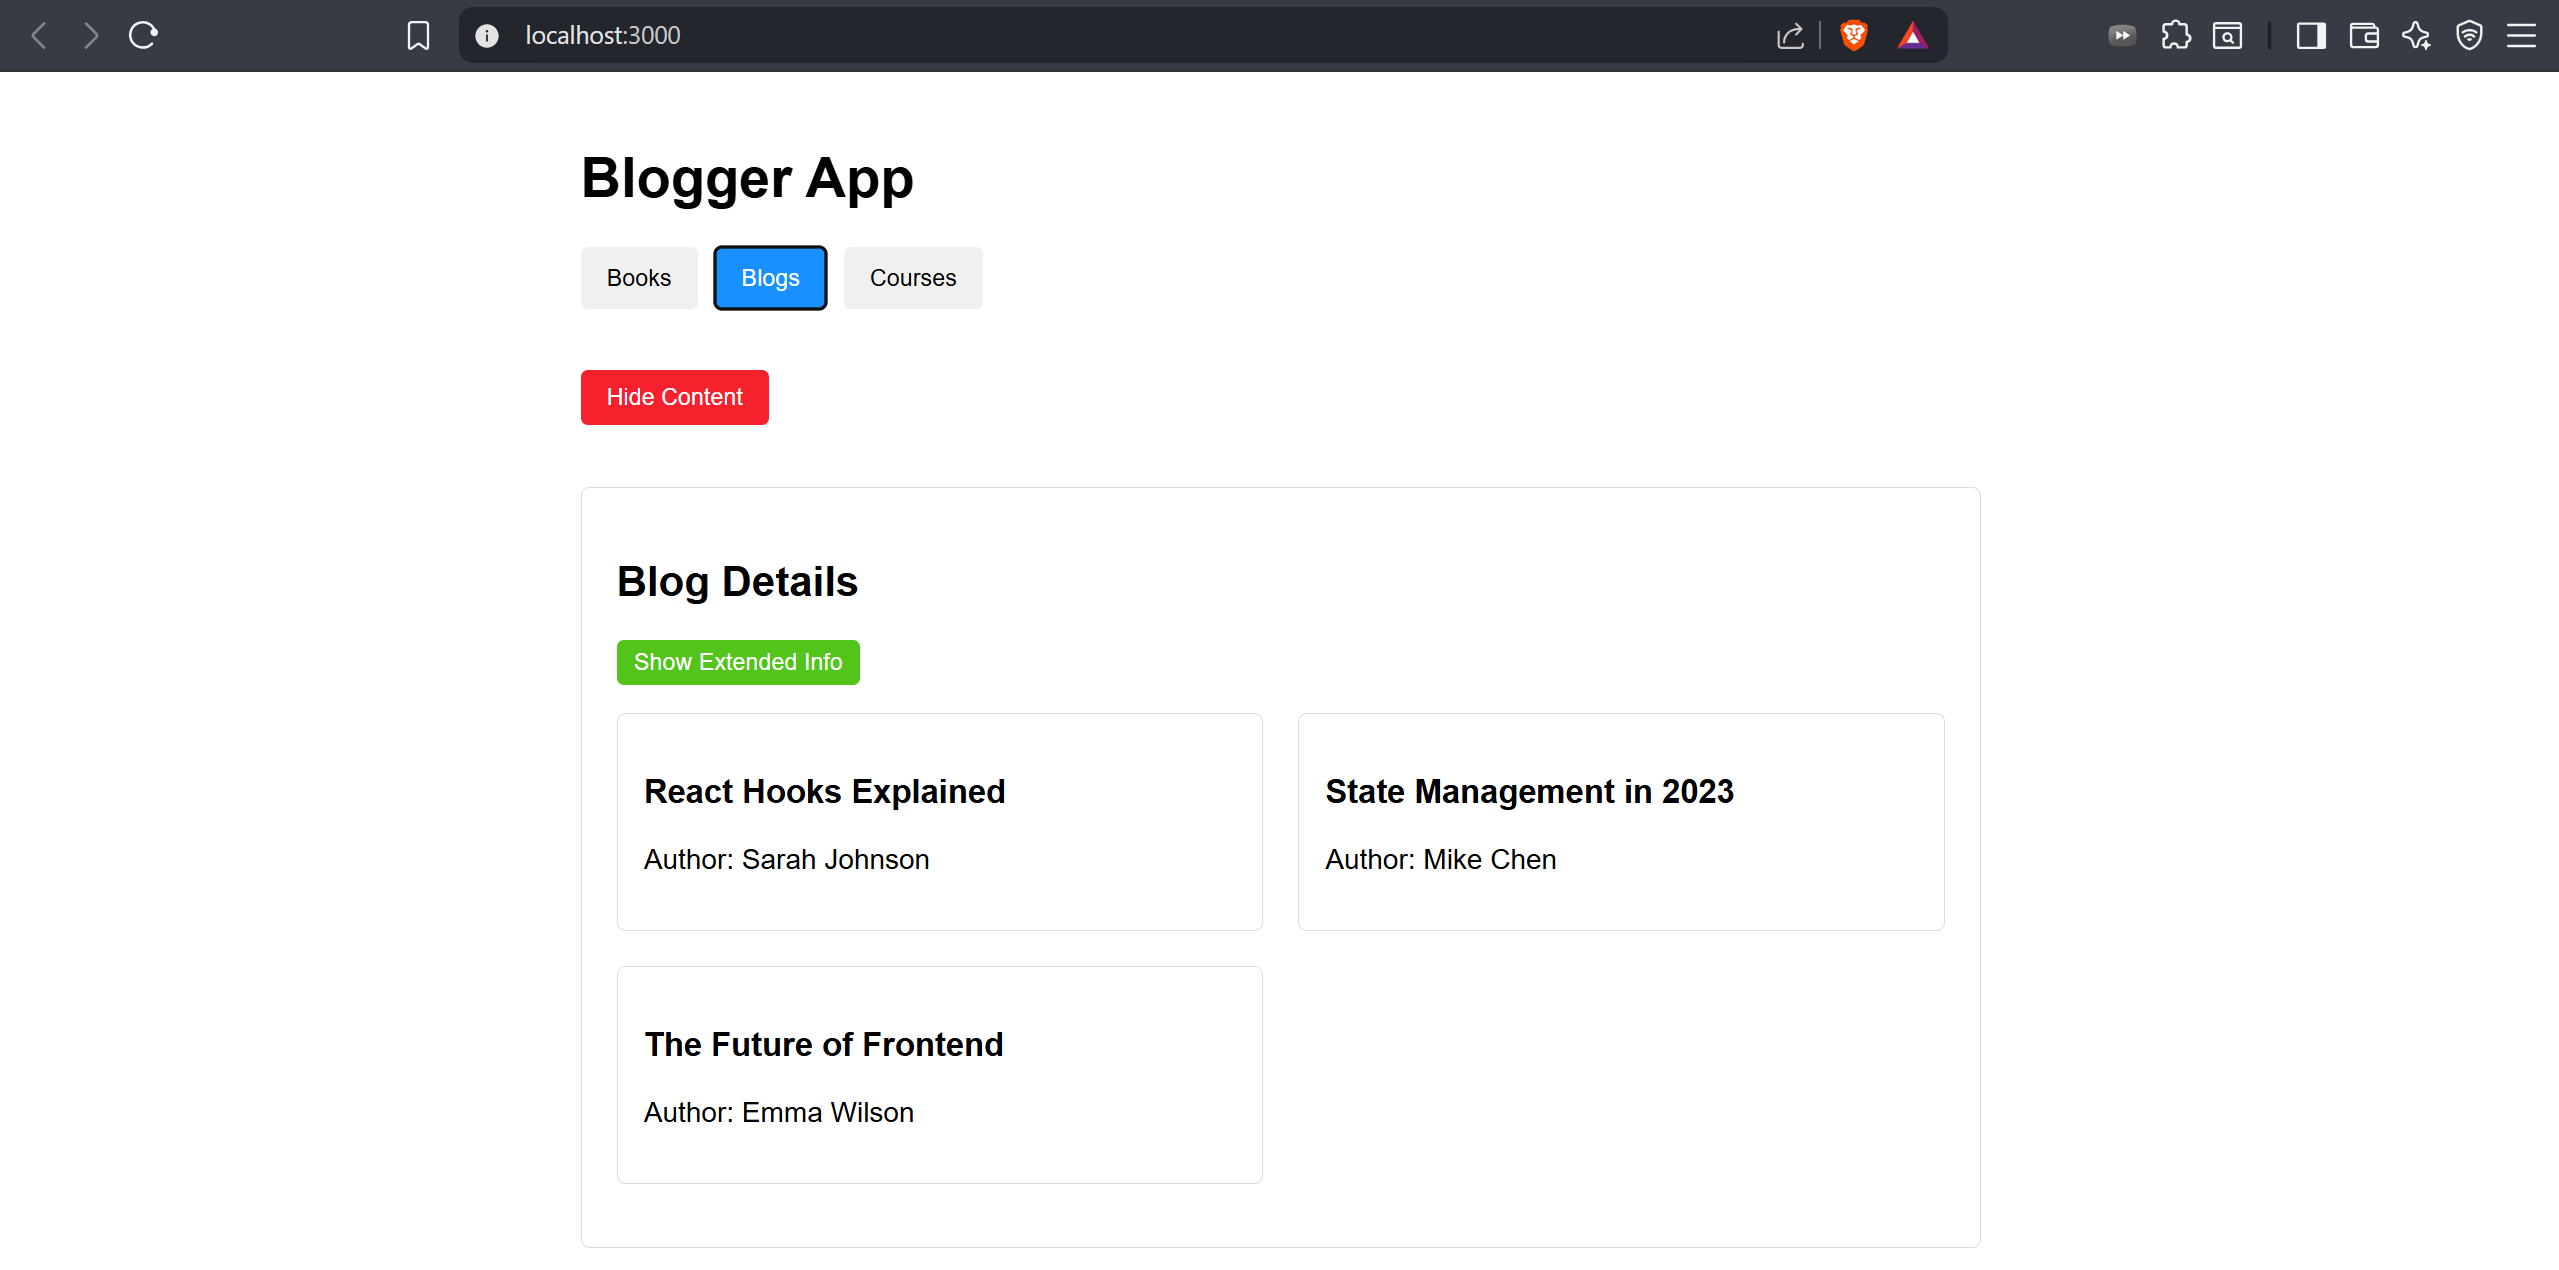 localhost:3000
Blogger App
Books Blogs Courses
Hide Content
Blog Details
Show Extended Info
React Hooks Explained
Author: Sarah Johnson
State Management in 2023
Author: Mike Chen
The Future of Frontend
Author: Emma Wilson